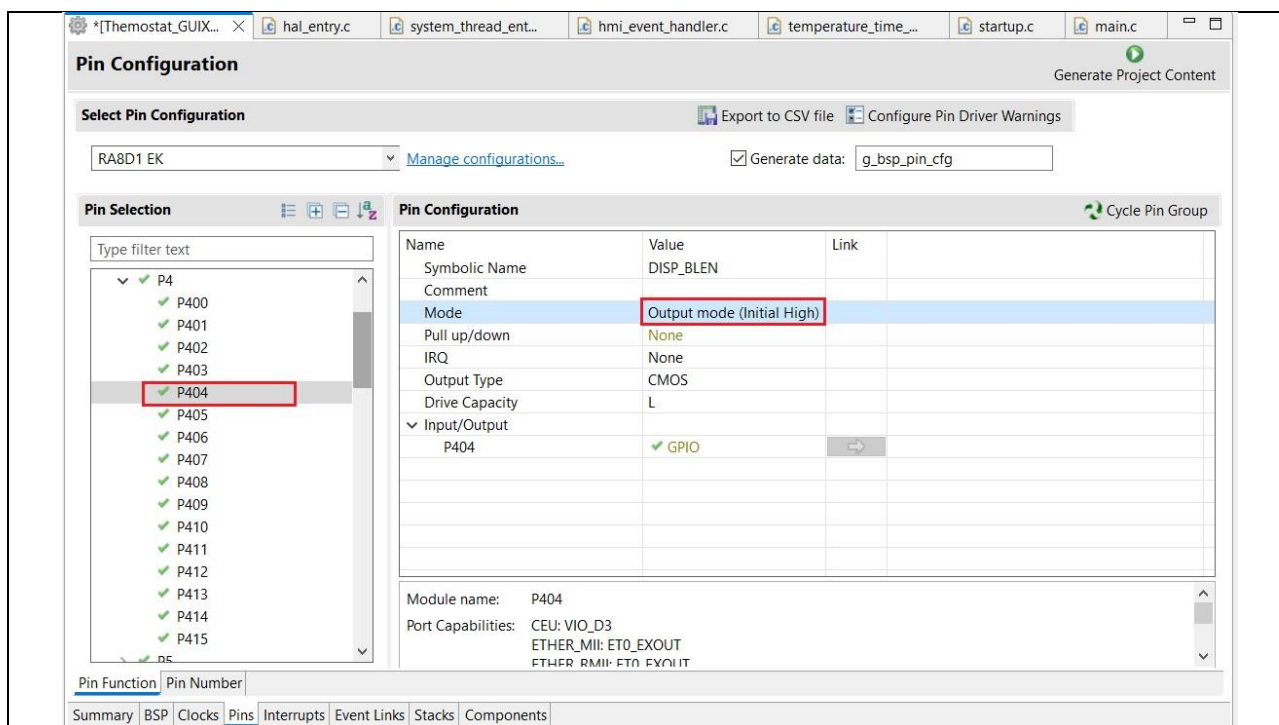 *[Themostat_GUIX... hal_entry.c system_thread_ent... hmi_event_handler.c temperature_time_... startup.c main.c
Pin Configuration
Generate Project Content
Select Pin Configuration Export to CSV file Configure Pin Driver Warnings
RA8D1 EK Manage configurations... Generate data: g_bsp_pin_cfg
Pin Selection Pin Configuration Cycle Pin Group
Type filter text
Name Value Link
Symbolic Name DISP_BLEN
Comment
Mode Output mode (Initial High)
Pull up/down None
IRQ None
Output Type CMOS
Drive Capacity L
Input/Output
P404 GPIO
P4
P400
P401
P402
P403
P404
P405
P406
P407
P408
P409
P410
P411
P412
P413
P414
P415
P5
Module name: P404
Port Capabilities: CEU: VIO_D3
ETHER_MII: ET0_EXOUT
ETHER_RMII: ET0_EXOUT
Pin Function Pin Number
Summary BSP Clocks Pins Interrupts Event Links Stacks Components